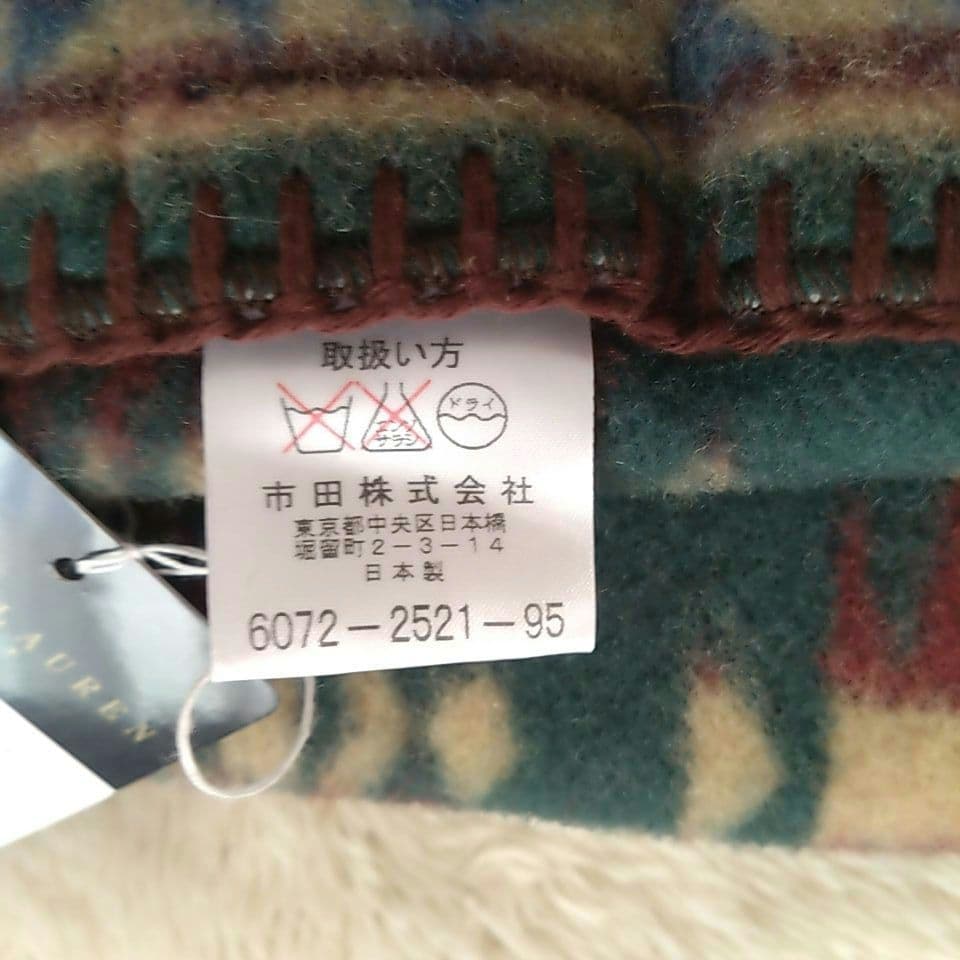 取扱い方
エンソ
サラシ
ドライ
市田株式会社
東京都中央区日本橋
堀留町2-3-14
日本製
6072-2521-95
LAUREN